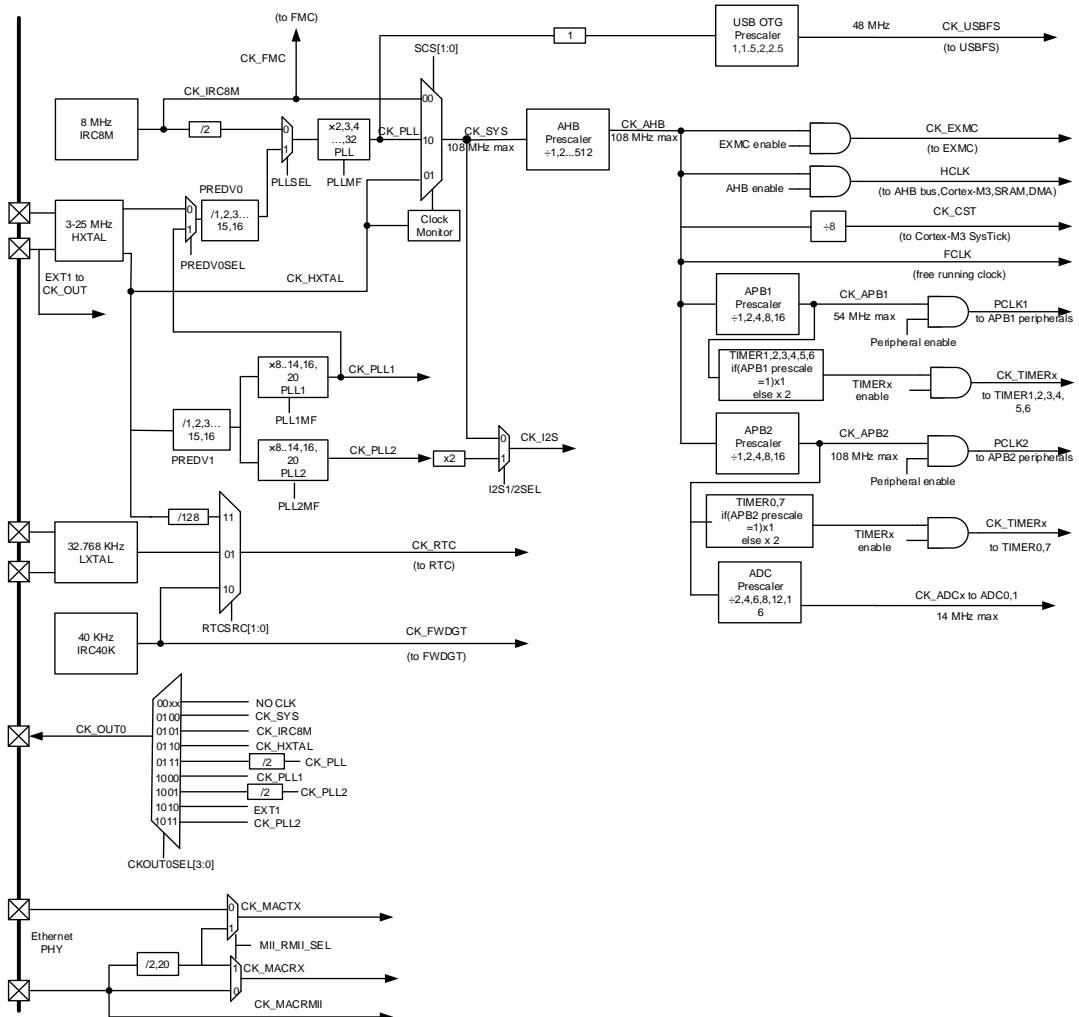 (to FMC)
CK_FMC
SCS[1:0]
1
USB OTG
Prescaler
1,1.5,2,2.5
48 MHz
CK_USBFS
(to USBFS)
CK_IRC8M
8 MHz
IRC8M
/2
0
1
PLLSEL
×2,3,4
…,32
PLL
PLLMF
CK_PLL
00
10
01
CK_SYS
108 MHz max
AHB
Prescaler
÷1,2...512
CK_AHB
108 MHz max
EXMC enable
CK_EXMC
(to EXMC)
AHB enable
HCLK
(to AHB bus,Cortex-M3,SRAM,DMA)
÷8
CK_CST
(to Cortex-M3 SysTick)
FCLK
(free running clock)
Clock
Monitor
3-25 MHz
HXTAL
PREDV0
0
1
/1,2,3…
15,16
PREDV0SEL
EXT1 to
CK_OUT
CK_HXTAL
APB1
Prescaler
÷1,2,4,8,16
CK_APB1
54 MHz max
Peripheral enable
PCLK1
to APB1 peripherals
TIMER1,2,3,4,5,6
if(APB1 prescale
=1)x1
else x 2
TIMERx
enable
CK_TIMERx
to TIMER1,2,3,4,
5,6
×8..14,16,
20
PLL1
CK_PLL1
PLL1MF
/1,2,3…
15,16
PREDV1
×8..14,16,
20
PLL2
CK_PLL2
PLL2MF
x2
0
1
CK_I2S
I2S1/2SEL
APB2
Prescaler
÷1,2,4,8,16
CK_APB2
108 MHz max
Peripheral enable
PCLK2
to APB2 peripherals
TIMER0,7
if(APB2 prescale
=1)x1
else x 2
TIMERx
enable
CK_TIMERx
to TIMER0,7
ADC
Prescaler
÷2,4,6,8,12,1
6
CK_ADCx to ADC0,1
14 MHz max
/128
11
01
10
32.768 KHz
LXTAL
CK_RTC
(to RTC)
RTCSRC[1:0]
40 KHz
IRC40K
CK_FWDGT
(to FWDGT)
CK_OUT0
00xx
NO CLK
0100
CK_SYS
0101
CK_IRC8M
0110
CK_HXTAL
0111
/2
CK_PLL
1000
CK_PLL1
1001
/2
CK_PLL2
1010
EXT1
1011
CK_PLL2
CKOUT0SEL[3:0]
Ethernet
PHY
0
1
CK_MACTX
MII_RMII_SEL
/2,20
1
0
CK_MACRX
CK_MACRMII